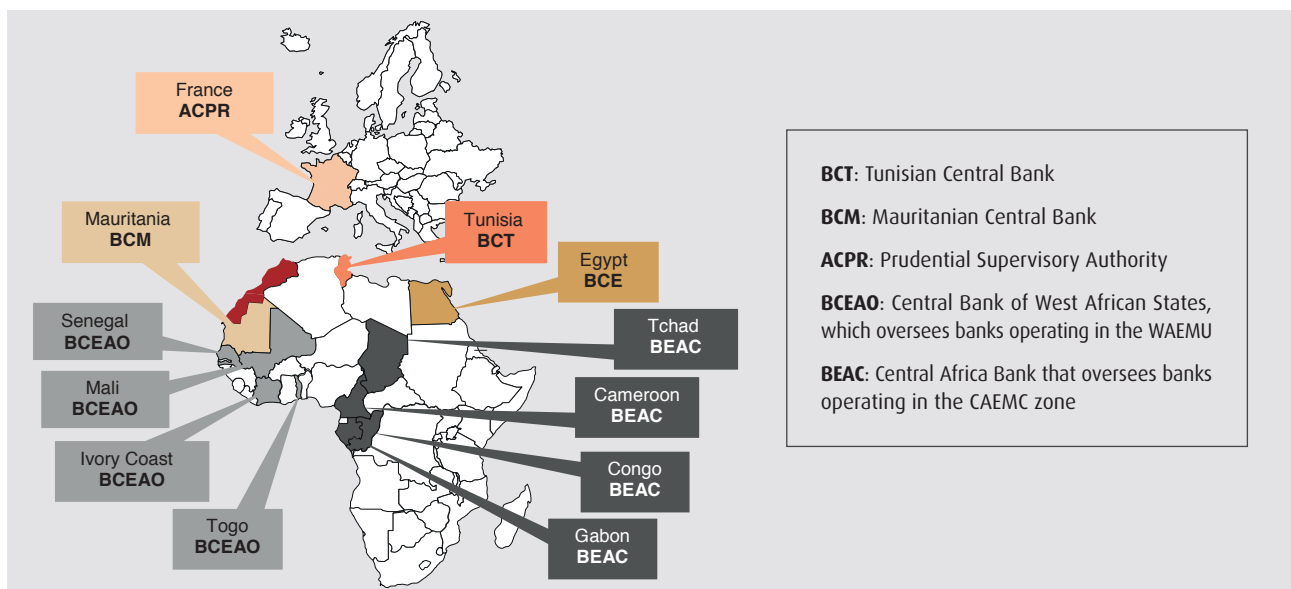 France
ACPR
Mauritania
BCM
Tunisia
BCT
Egypt
BCE
Senegal
BCEAO
Tchad
BEAC
Mali
BCEAO
Cameroon
BEAC
Ivory Coast
BCEAO
Congo
BEAC
Togo
BCEAO
Gabon
BEAC
BCT: Tunisian Central Bank
BCM: Mauritanian Central Bank
ACPR: Prudential Supervisory Authority
BCEAO: Central Bank of West African States,
which oversees banks operating in the WAEMU
BEAC: Central Africa Bank that oversees banks
operating in the CAEMC zone